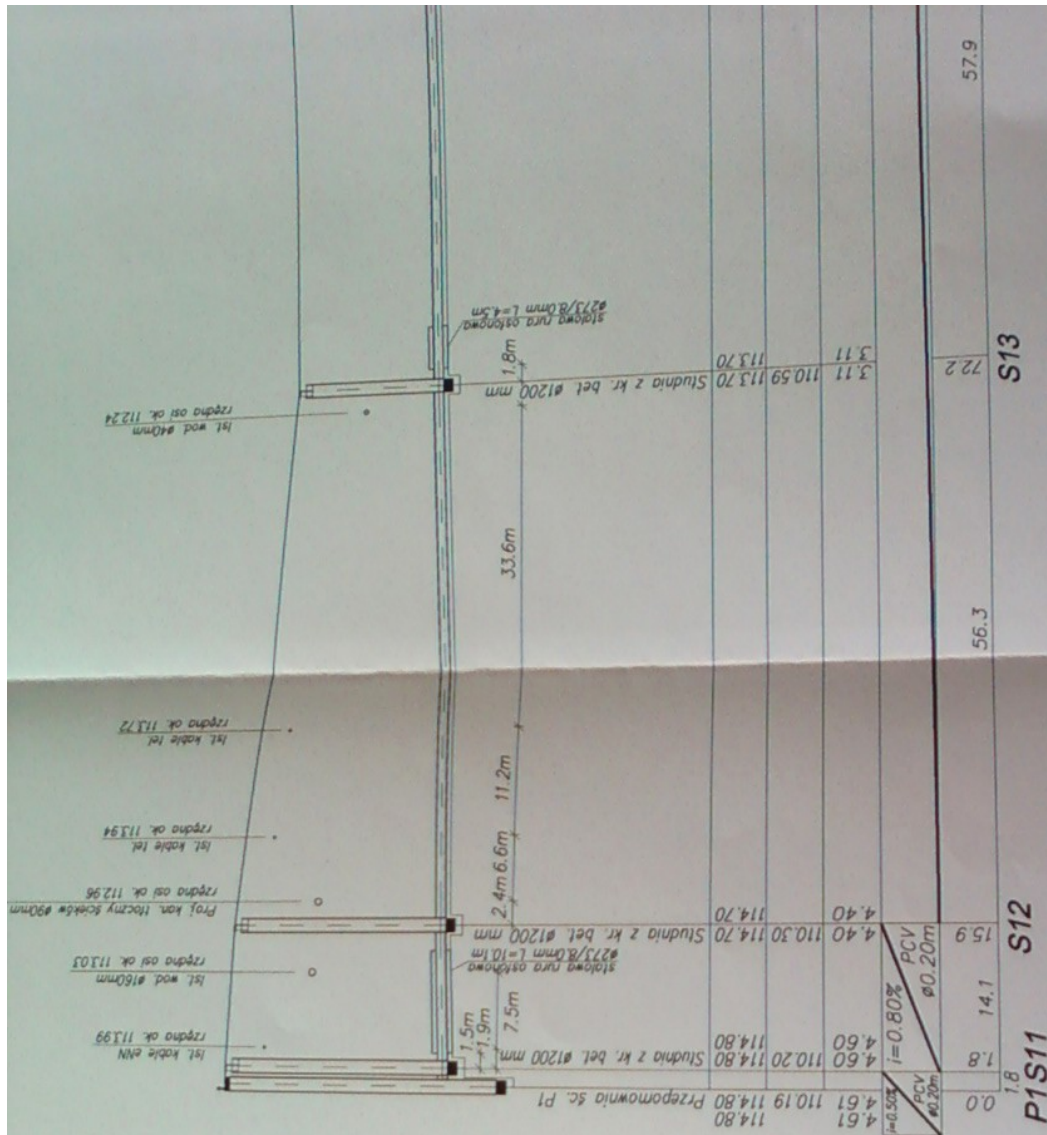 57.9
stalowa rura osłonowa
ø273/8.0mm L=4.5m
1.8m
Studnia z kr. bet. ø1200 mm
113.70
113.70
110.59
3.11
3.11
72.2
S13
Ist. wod. ø40mm
rzędna osi ok. 112.24
33.6m
56.3
Ist. kable tel.
rzędna ok. 113.72
11.2m
Ist. kable tel.
rzędna ok. 113.94
6.6m
2.4m
Proj. kan. tłoczny ścieków ø90mm
rzędna osi ok. 112.96
Studnia z kr. bet. ø1200 mm
114.70
114.70
110.30
4.40
4.40
15.9
S12
stalowa rura osłonowa
ø273/8.0mm L=10.1m
Ist. wod. ø160mm
rzędna osi ok. 113.03
7.5m
1.9m
1.5m
i=0.80%
PCV
ø0.20m
14.1
Ist. kable eNN
rzędna ok. 113.99
Studnia z kr. bet. ø1200 mm
114.80
114.80
110.20
4.60
4.60
1.8
S11
Przepompownia śc. P1
114.80
114.80
110.19
4.61
4.61
i=0.50%
PCV
ø0.20m
1.8
0.0
P1